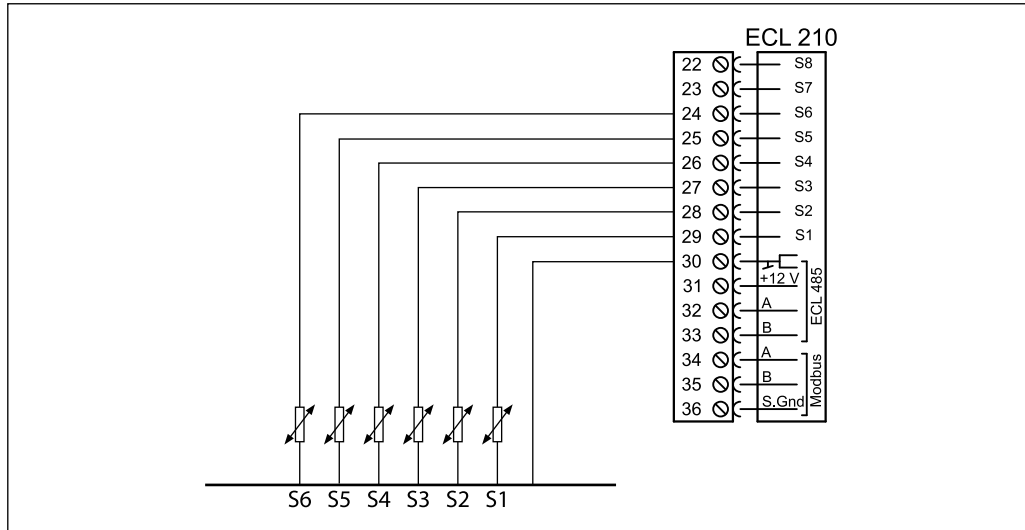 ECL 210
22 S8
23 S7
24 S6
25 S5
26 S4
27 S3
28 S2
29 S1
30
31 +12 V
32 A
33 B
ECL 485
34 A
35 B
36 S.Gnd
Modbus
S6 S5 S4 S3 S2 S1